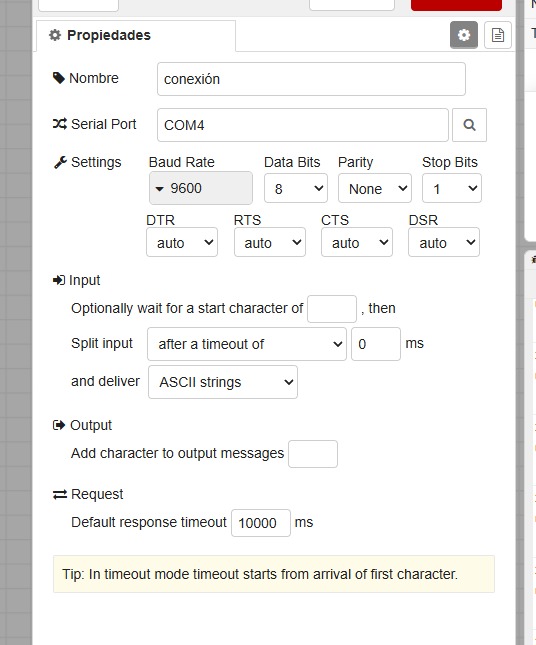 Propiedades
Nombre conexión
Serial Port COM4
Settings Baud Rate Data Bits Parity Stop Bits
9600 8 None 1
DTR RTS CTS DSR
auto auto auto auto
Input
Optionally wait for a start character of , then
Split input after a timeout of 0 ms
and deliver ASCII strings
Output
Add character to output messages
Request
Default response timeout 10000 ms
Tip: In timeout mode timeout starts from arrival of first character.